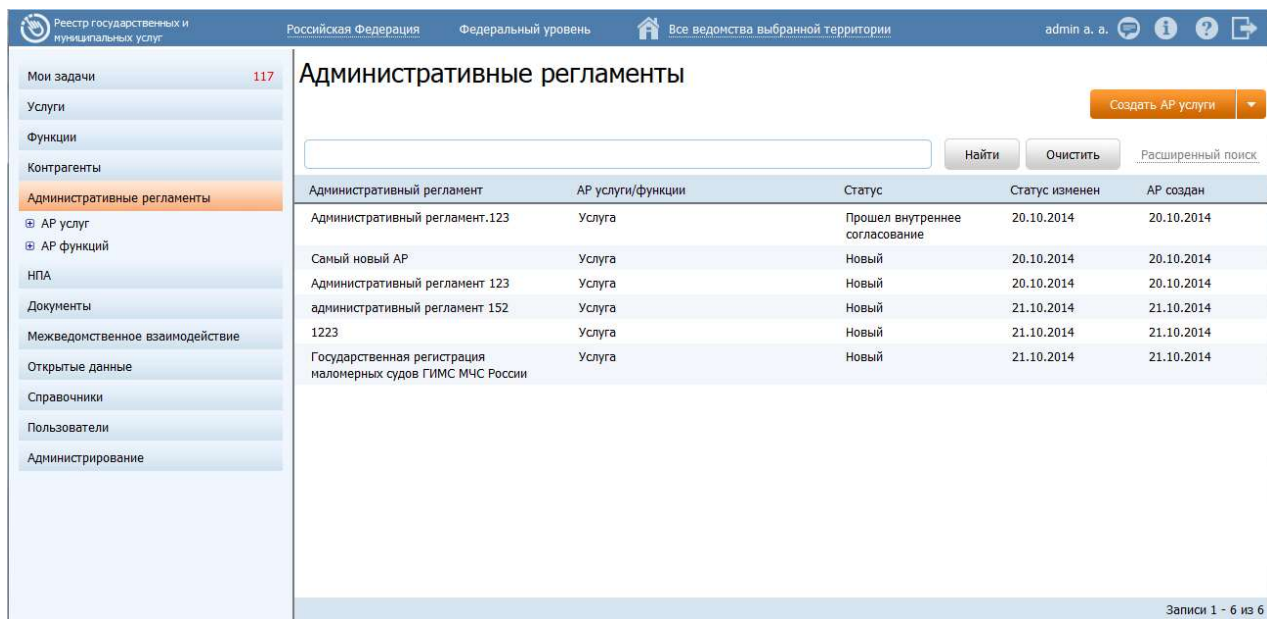 Реестр государственных и
муниципальных услуг
Российская Федерация
Федеральный уровень
Все ведомства выбранной территории
admin a. a.
Мои задачи 117
Услуги
Функции
Контрагенты
Административные регламенты
АР услуг
АР функций
НПА
Документы
Межведомственное взаимодействие
Открытые данные
Справочники
Пользователи
Администрирование
Административные регламенты
Создать АР услуги
Найти Очистить Расширенный поиск
Административный регламент АР услуги/функции Статус Статус изменен АР создан
Административный регламент.123 Услуга Прошел внутреннее 20.10.2014 20.10.2014
согласование
Самый новый АР Услуга Новый 20.10.2014 20.10.2014
Административный регламент 123 Услуга Новый 20.10.2014 20.10.2014
административный регламент 152 Услуга Новый 21.10.2014 21.10.2014
1223 Услуга Новый 21.10.2014 21.10.2014
Государственная регистрация Услуга Новый 21.10.2014 21.10.2014
маломерных судов ГИМС МЧС России
Записи 1 - 6 из 6